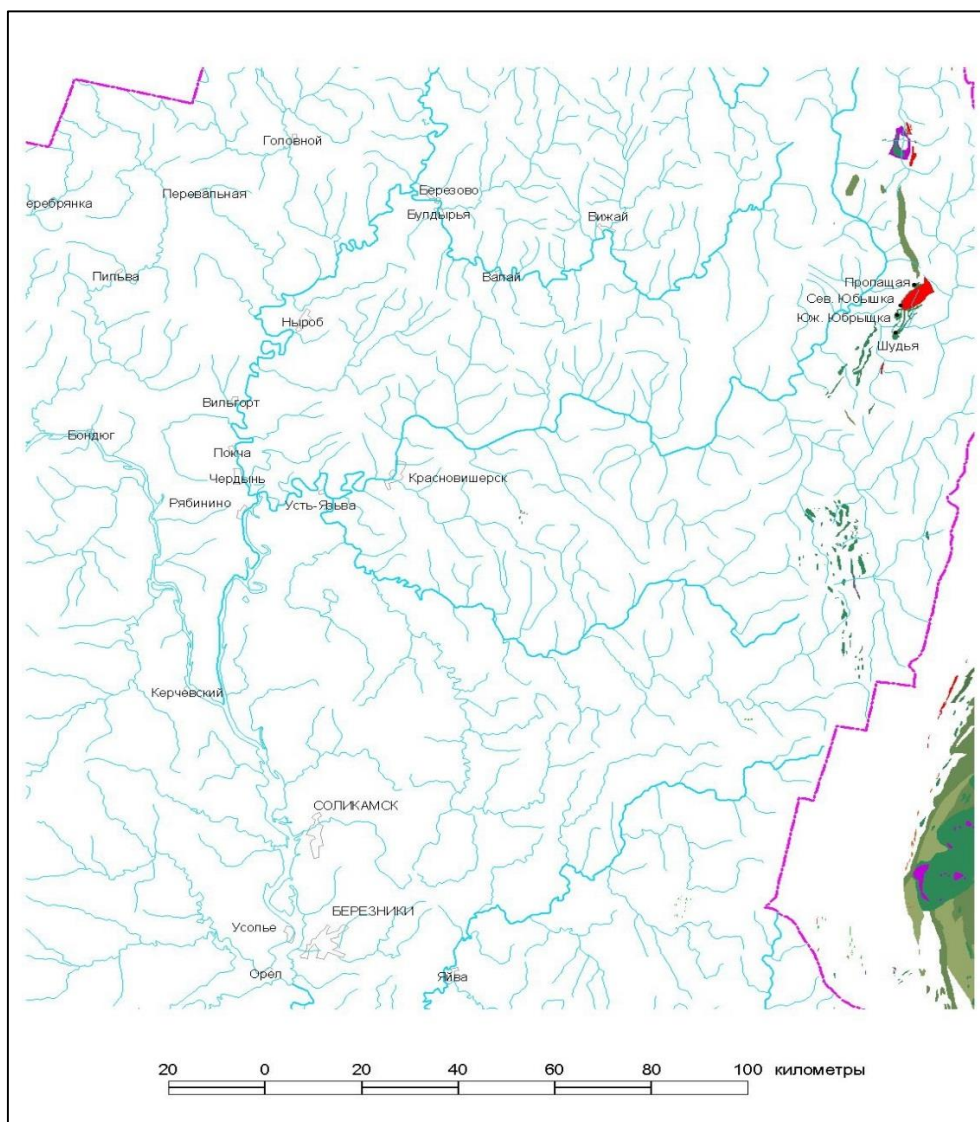 Головной
Березово
Перевальная
еребрянка
Булдырья
Вижай
Пильва
Валай
Пропащая
Сев. Юбышка
Юж. Юбрыщка
Ныроб
Шудья
Вильгорт
Бондюг
Покча
Чердынь
Красновишерск
Рябинино
Усть-Язьва
Керчевский
СОЛИКАМСК
БЕРЕЗНИКИ
Усолье
Орёл
Яйва
20 0 20 40 60 80 100 километры